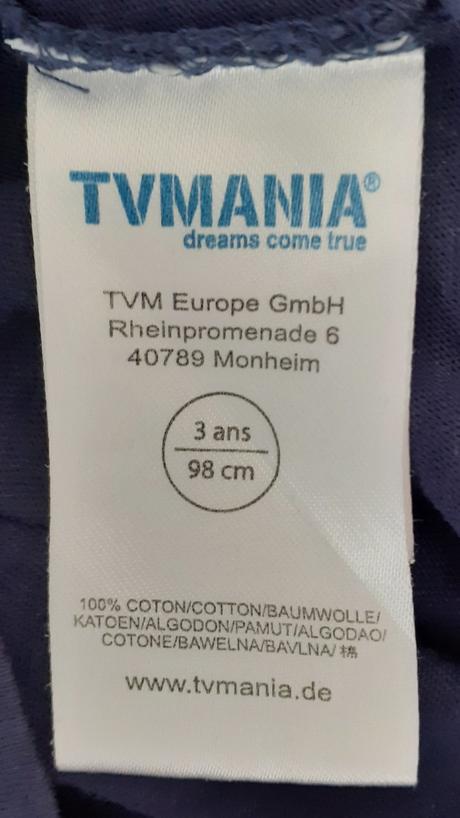 TVMANIA®
dreams come true
TVM Europe GmbH
Rheinpromenade 6
40789 Monheim
3 ans
98 cm
100% COTON/COTTON/BAUMWOLLE/
KATOEN/ALGODON/PAMUT/ALGODAO/
COTONE/BAWELNA/BAVLNA/ 棉
www.tvmania.de